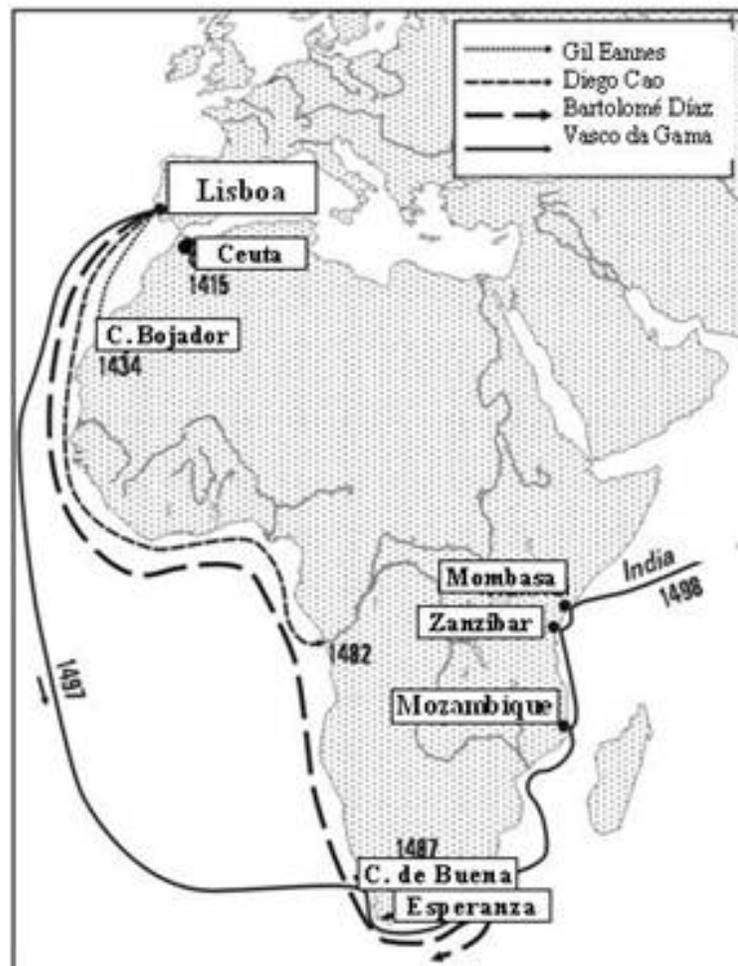 Gil Eannes
Diego Cao
Bartolomé Díaz
Vasco da Gama
Lisboa
Ceuta
1415
C. Bojador
1434
Mombasa
India
1498
Zanzibar
1482
1497
Mozambique
1487
C. de Buena
Esperanza